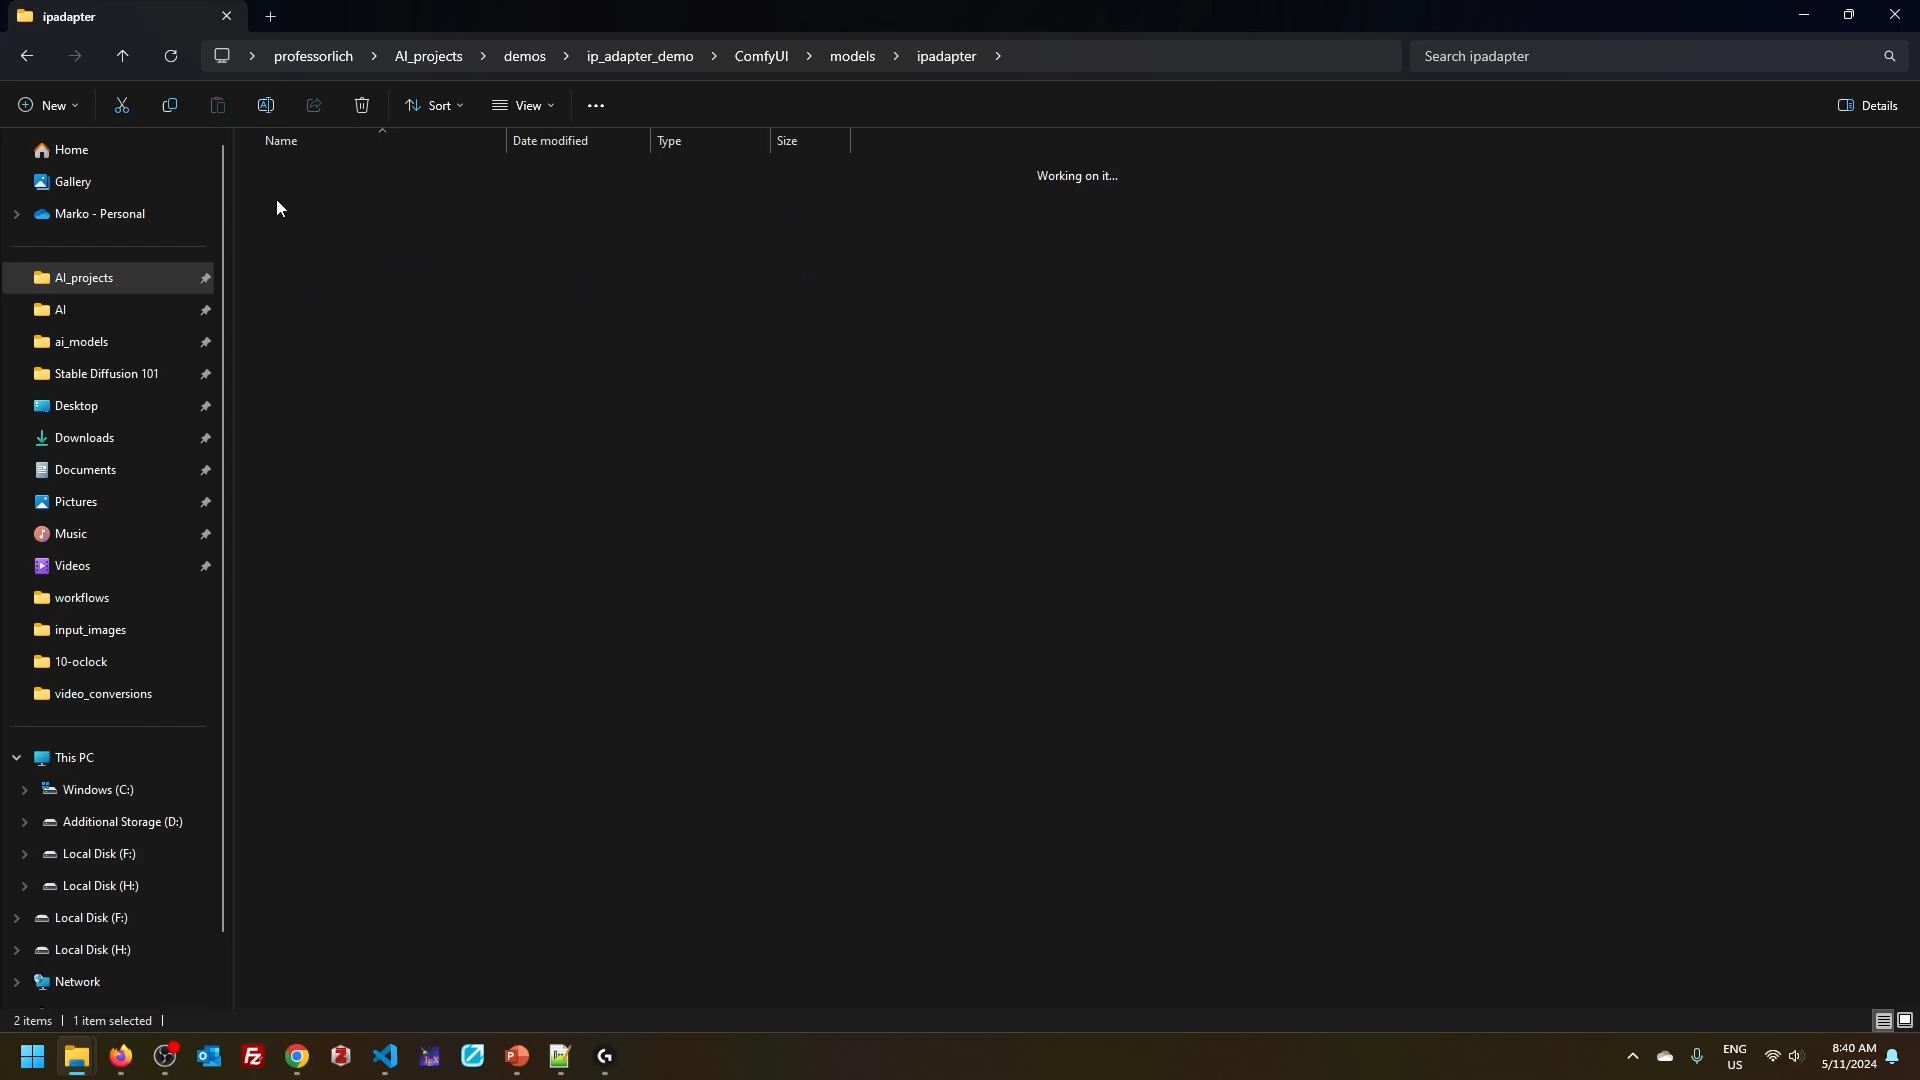 ipadapter
professorlich > AI_projects > demos > ip_adapter_demo > ComfyUI > models > ipadapter >
Search ipadapter
New
Sort
View
Details
Name
Date modified
Type
Size
Working on it...
Home
Gallery
Marko - Personal
AI_projects
AI
ai_models
Stable Diffusion 101
Desktop
Downloads
Documents
Pictures
Music
Videos
workflows
input_images
10-oclock
video_conversions
This PC
Windows (C:)
Additional Storage (D:)
Local Disk (F:)
Local Disk (H:)
Local Disk (F:)
Local Disk (H:)
Network
2 items
1 item selected
ENG
US
8:40 AM
5/11/2024